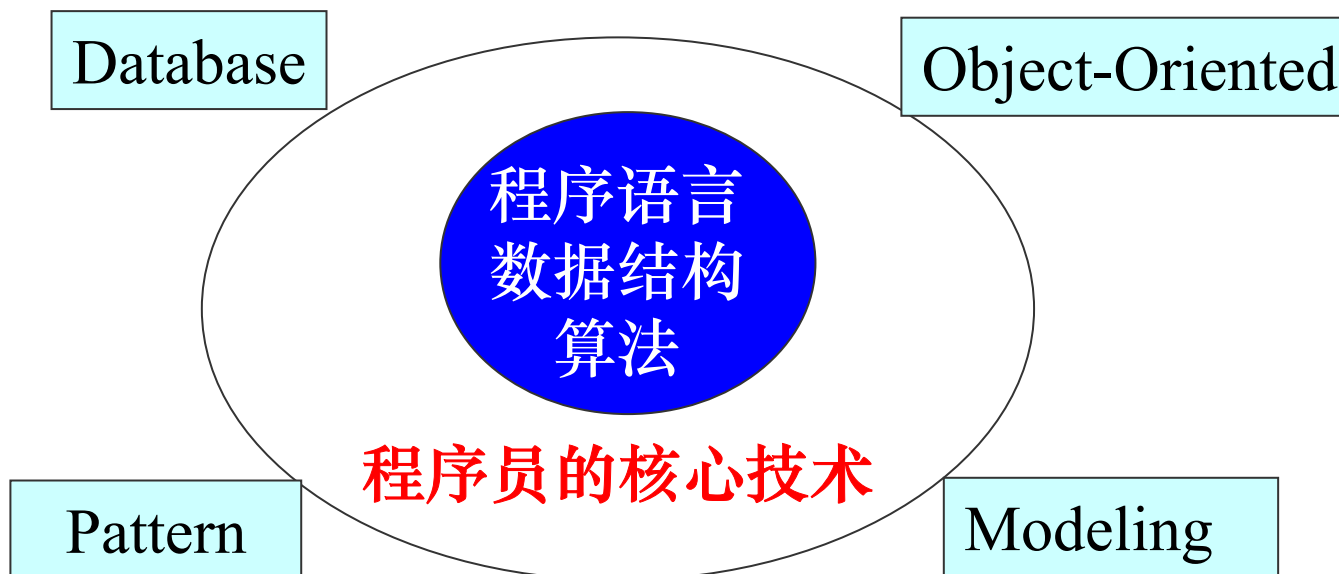 Database
Object-Oriented
程序语言
数据结构
算法
程序员的核心技术
Pattern
Modeling